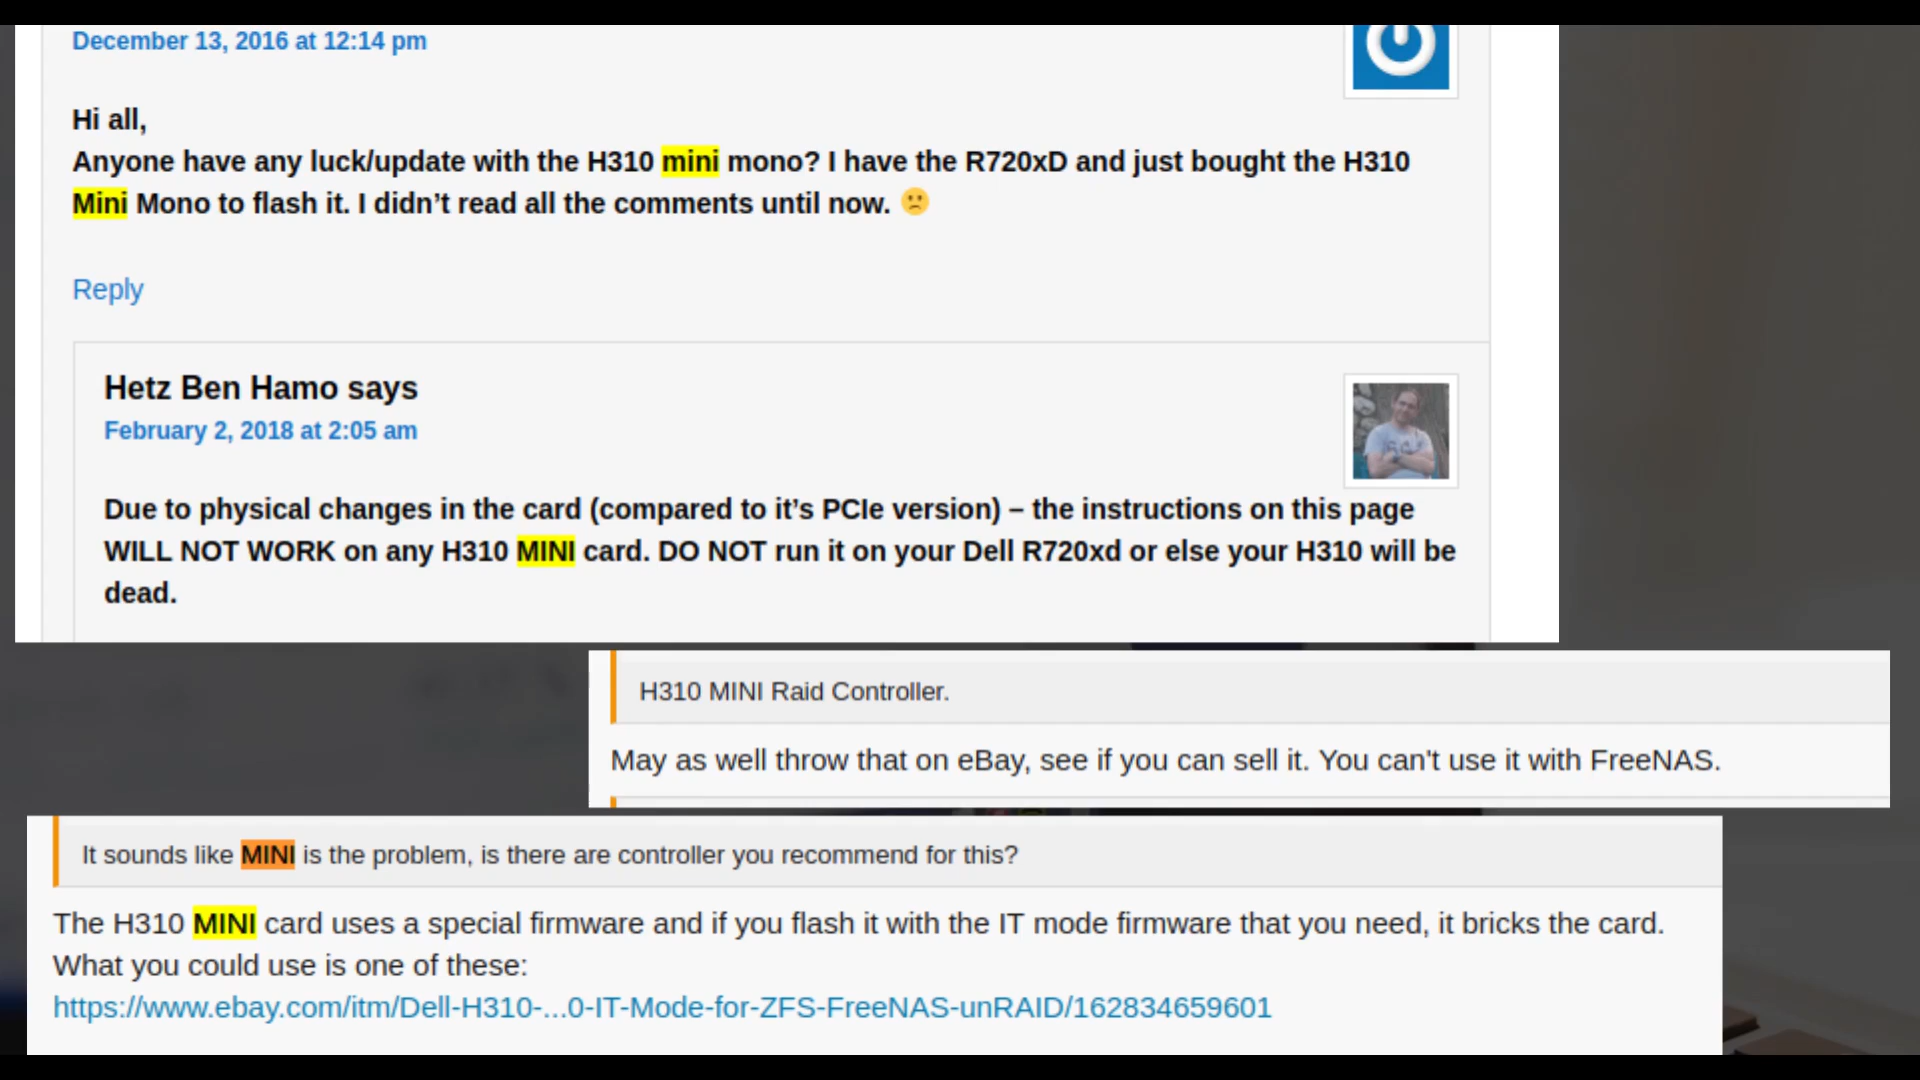 December 13, 2016 at 12:14 pm
Hi all,
Anyone have any luck/update with the H310 mini mono? I have the R720xD and just bought the H310
Mini Mono to flash it. I didn’t read all the comments until now. 🙁
Reply
Hetz Ben Hamo says
February 2, 2018 at 2:05 am
Due to physical changes in the card (compared to it’s PCIe version) – the instructions on this page
WILL NOT WORK on any H310 MINI card. DO NOT run it on your Dell R720xd or else your H310 will be
dead.
H310 MINI Raid Controller.
May as well throw that on eBay, see if you can sell it. You can't use it with FreeNAS.
It sounds like MINI is the problem, is there are controller you recommend for this?
The H310 MINI card uses a special firmware and if you flash it with the IT mode firmware that you need, it bricks the card.
What you could use is one of these:
https://www.ebay.com/itm/Dell-H310-...0-IT-Mode-for-ZFS-FreeNAS-unRAID/162834659601